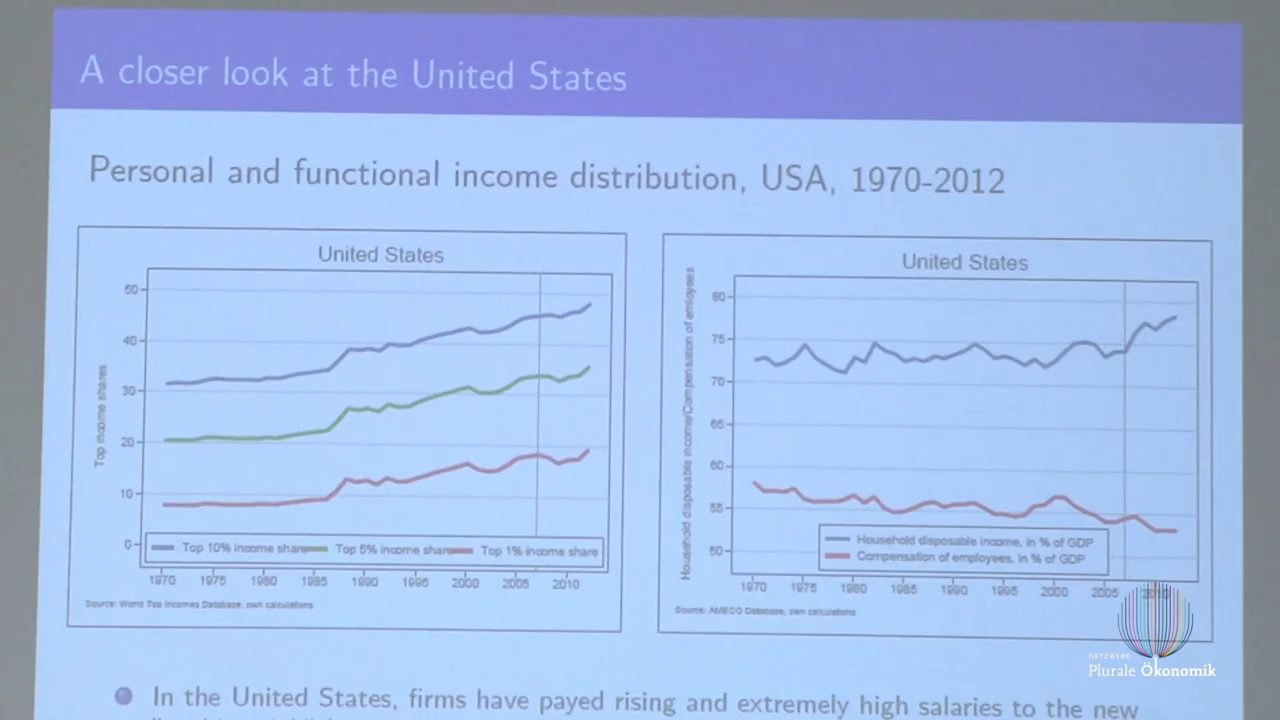 A closer look at the United States
Personal and functional income distribution, USA, 1970-2012
United States
Top income shares
50
40
30
20
10
0
Top 10% income share Top 5% income share Top 1% income share
1970 1975 1980 1985 1990 1995 2000 2005 2010
Source: World Top Incomes Database, own calculations
United States
Household disposable income/Compensation of emloyees
80
75
70
65
60
55
50
Household disposable income, in % of GDP
Compensation of employees, in % of GDP
1970 1975 1980 1985 1990 1995 2000 2005 2010
Source: AMECO Database, own calculations
NETZWERK
Plurale Ökonomik
In the United States, firms have payed rising and extremely high salaries to the new